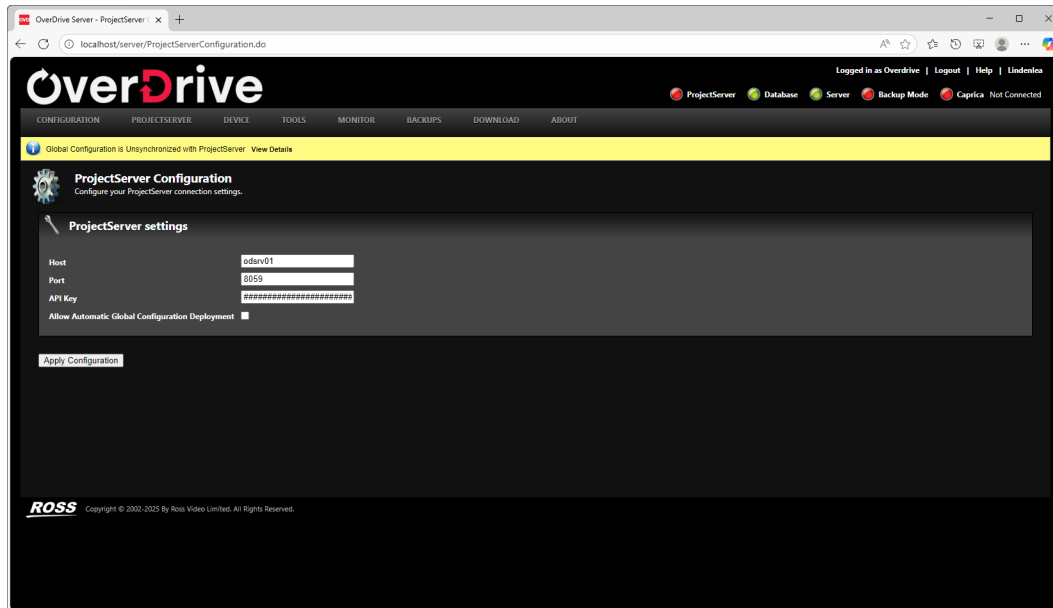 OVD OverDrive Server - ProjectServer C
localhost/server/ProjectServerConfiguration.do
OverDrive
Logged in as Overdrive | Logout | Help | Lindenlea
ProjectServer Database Server Backup Mode Caprica Not Connected
CONFIGURATION PROJECTSERVER DEVICE TOOLS MONITOR BACKUPS DOWNLOAD ABOUT
Global Configuration is Unsynchronized with ProjectServer View Details
ProjectServer Configuration
Configure your ProjectServer connection settings.
ProjectServer settings
Host odsrv01
Port 8059
API Key ######################
Allow Automatic Global Configuration Deployment
Apply Configuration
ROSS Copyright © 2002-2025 By Ross Video Limited. All Rights Reserved.